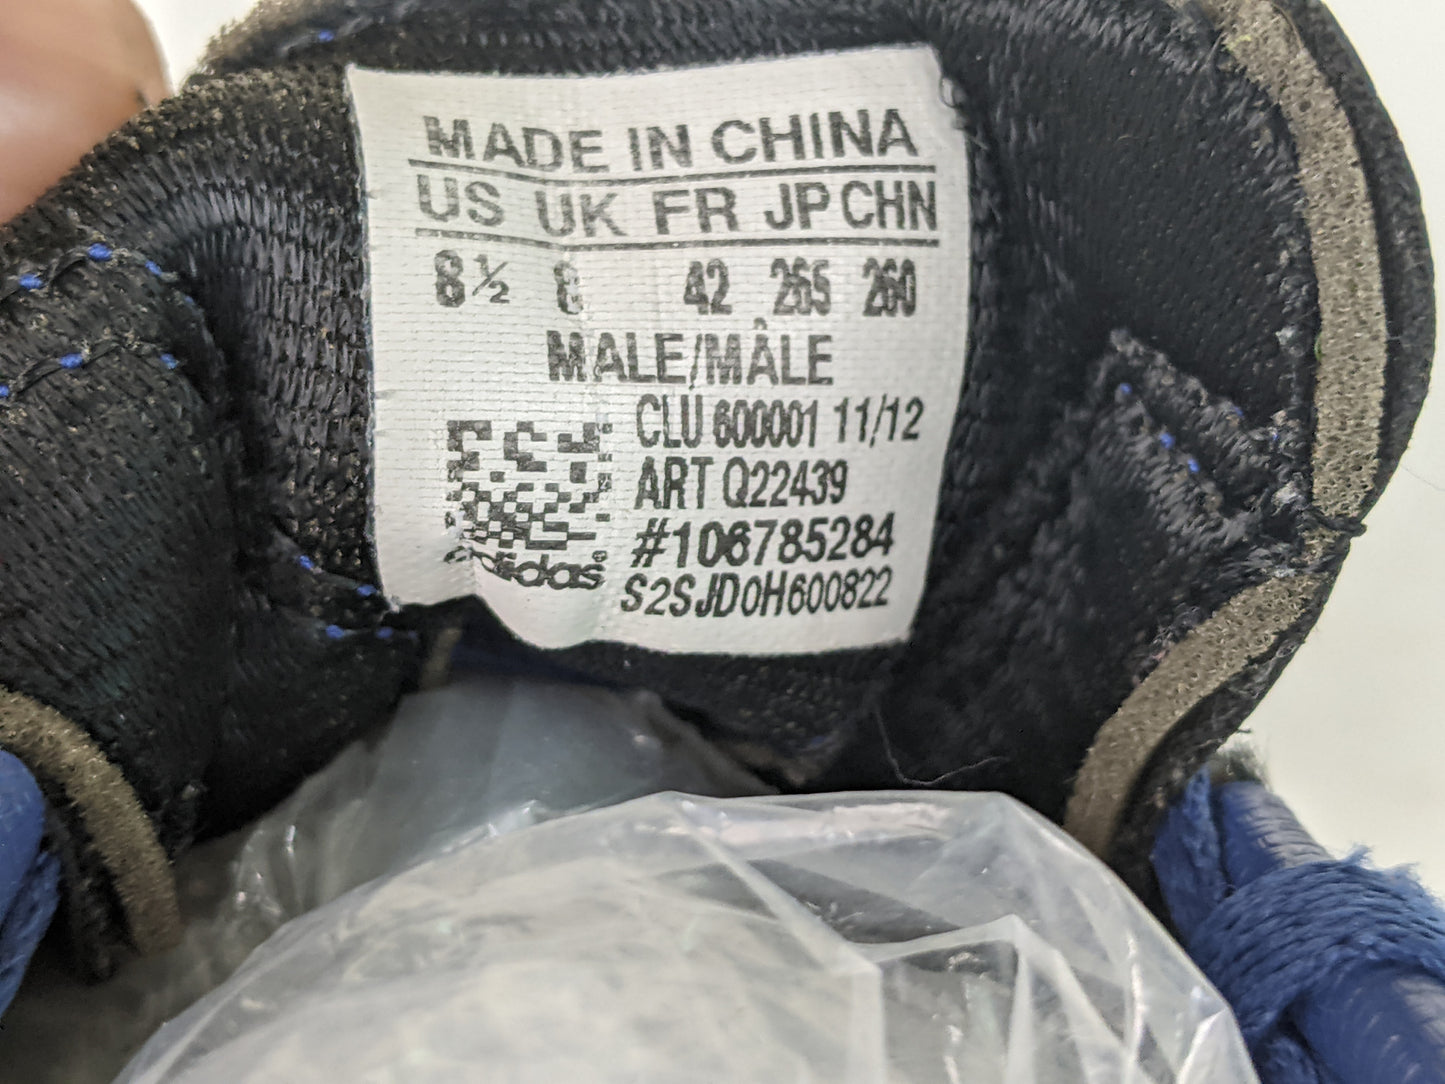 MADE IN CHINA
US UK FR JP CHN
8½ 8 42 265 260
MALE/MÂLE
CLU 600001 11/12
ART Q22439
#106785284
adidas®
S2SJD0H600822